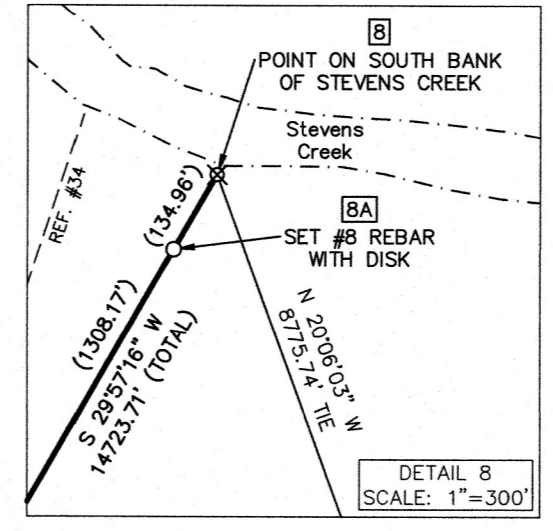 8
POINT ON SOUTH BANK
OF STEVENS CREEK
Stevens
Creek
REF. #34
(134.96')
8A
SET #8 REBAR
WITH DISK
(1308.17')
S 29°57'16" W
14723.71' (TOTAL)
N 20°06'03" W
8775.74' TIE
DETAIL 8
SCALE: 1"=300'